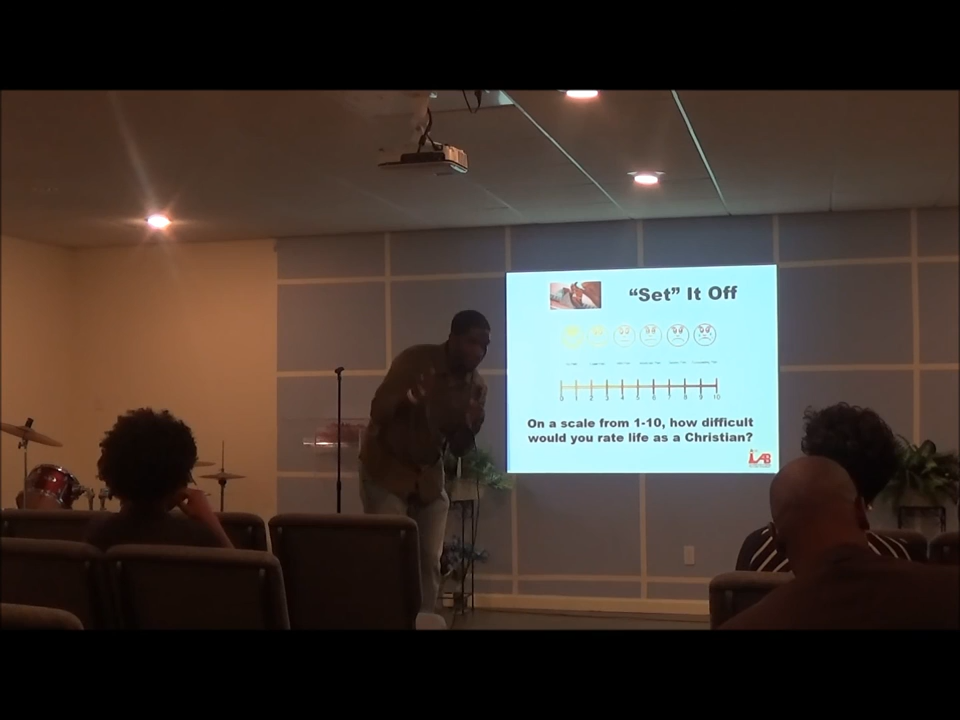 “Set” It Off
0 1 2 3 4 5 6 7 8 9 10
On a scale from 1-10, how difficult
would you rate life as a Christian?
LAB